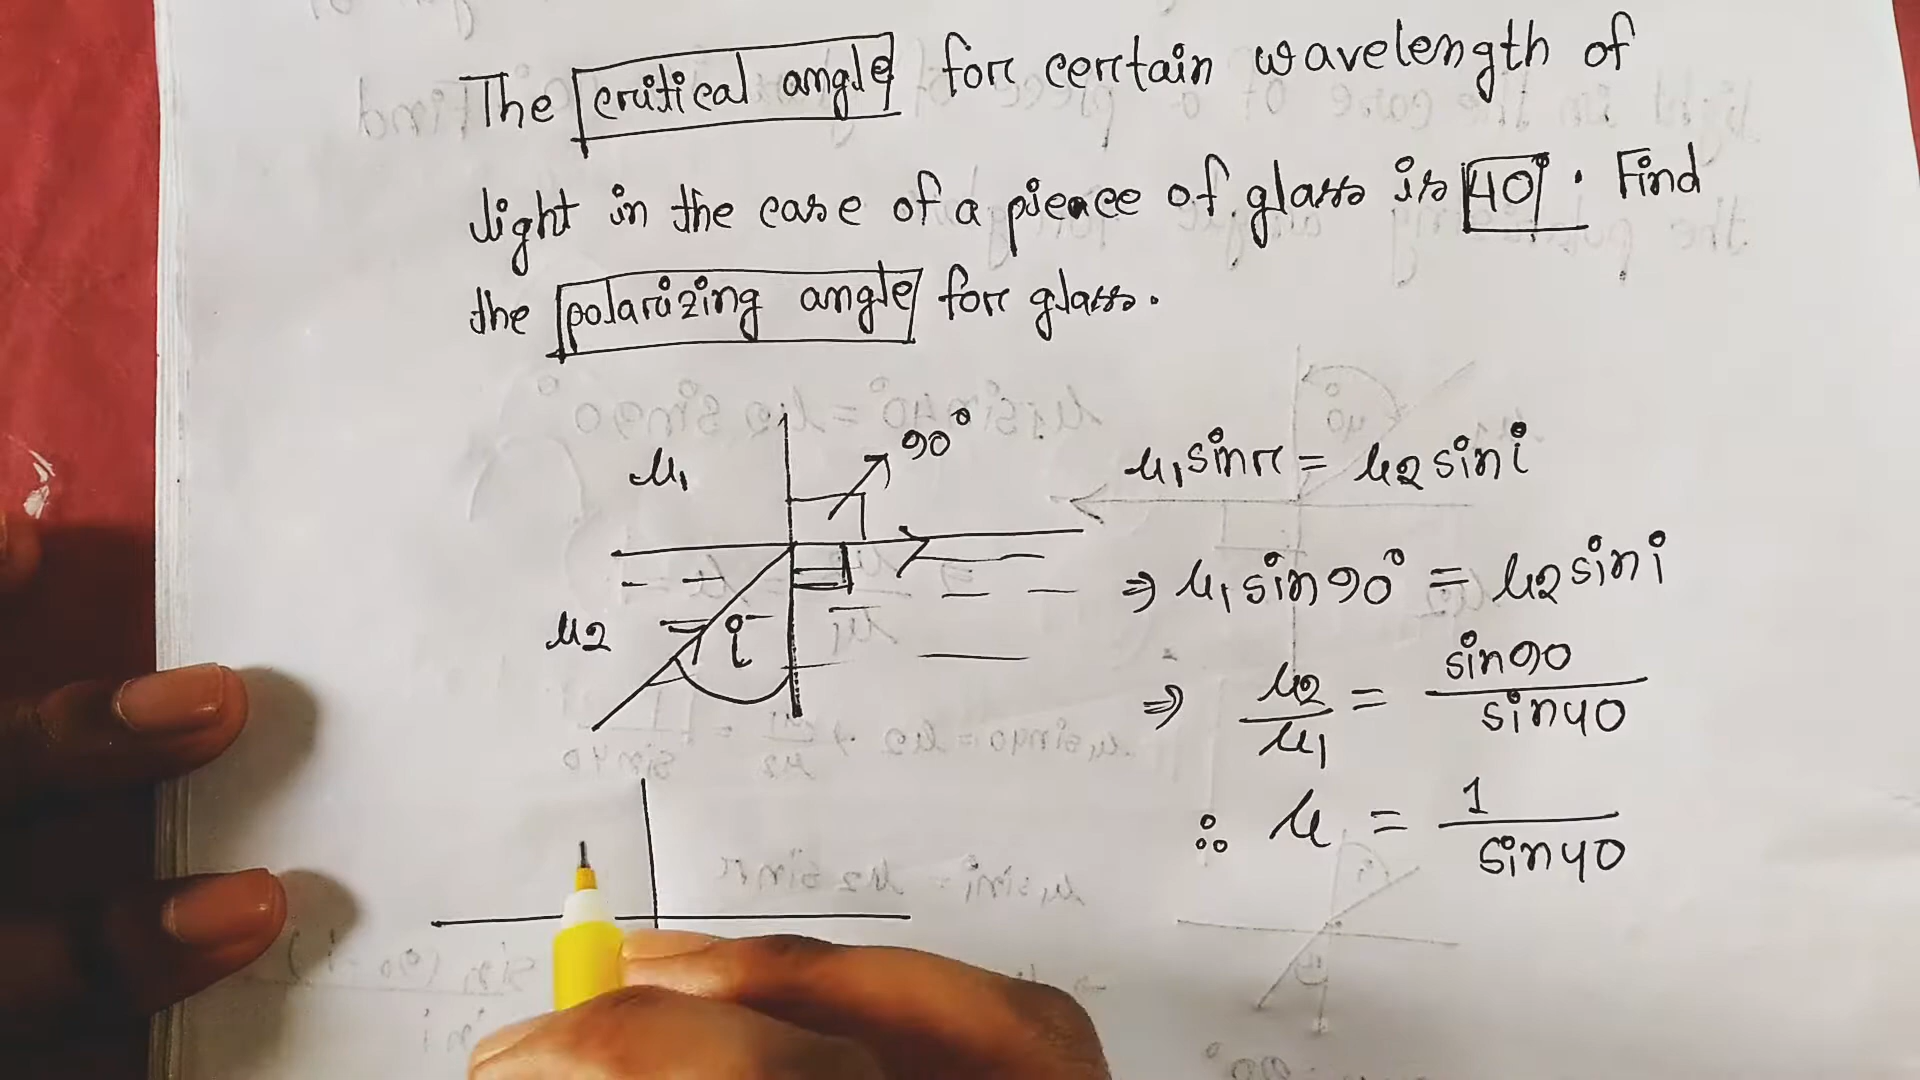 The critical angle for certain wavelength of
light in the case of a pieace of glass is 40°. Find
the polarizing angle for glass.
90°
μ₁
μ₂
i
μ₁ sin r = μ₂ sin i
⇒ μ₁ sin 90° = μ₂ sin i
⇒ μ₂/μ₁ = sin 90/sin 40
∴ μ = 1/sin 40